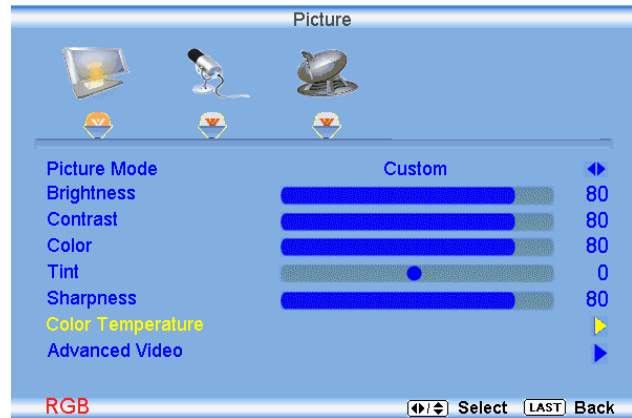 Picture
Picture Mode Custom
Brightness 80
Contrast 80
Color 80
Tint 0
Sharpness 80
Color Temperature
Advanced Video
RGB Select LAST Back